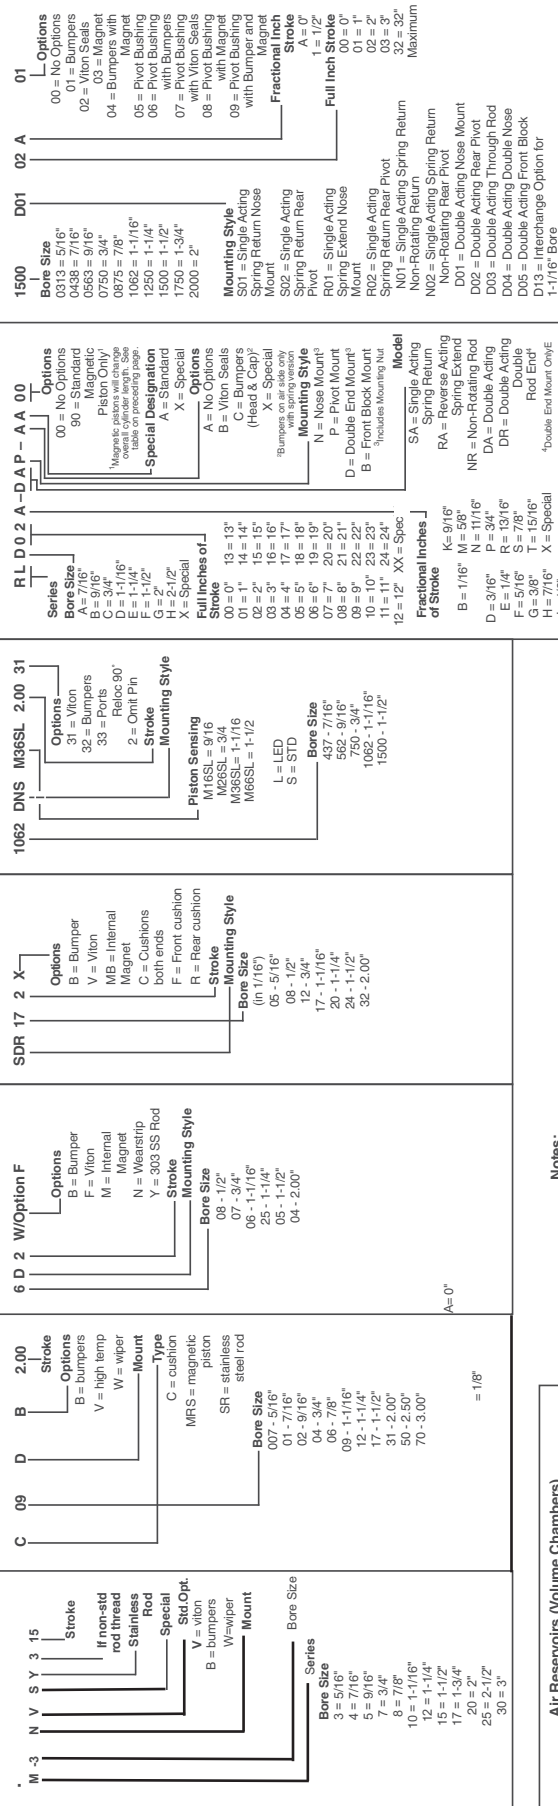 M -3 N V S Y 3 15
Stroke
If non-std
rod thread
Stainless
Rod
Special
Std.Opt.
V = viton
B = bumpers
W=wiper
Mount
Bore Size
Series
Bore Size
3 = 5/16"
4 = 7/16"
5 = 9/16"
7 = 3/4"
8 = 7/8"
10 = 1-1/16"
12 = 1-1/4"
15 = 1-1/2"
17 = 1-3/4"
20 = 2"
25 = 2-1/2"
30 = 3"
C 09 D B 2.00
Stroke
Options
B = bumpers
V = high temp
W = wiper
Mount
Type
C = cushion
MRS = magnetic
piston
SR = stainless
steel rod
Bore Size
007 - 5/16"
01 - 7/16"
02 - 9/16"
04 - 3/4"
06 - 7/8"
09 - 1-1/16"
12 - 1-1/4"
17 - 1-1/2"
31 - 2.00"
50 - 2.50"
70 - 3.00"
= 1/8"
6 D 2 W/Option F
Options
B = Bumper
F = Viton
M = Internal
Magnet
N = Wearstrip
Y = 303 SS Rod
Stroke
Mounting Style
Bore Size
08 - 1/2"
07 - 3/4"
06 - 1-1/16"
25 - 1-1/4"
05 - 1-1/2"
04 - 2.00"
A= 0"
SDR 17 2 X
Options
B = Bumper
V = Viton
MB = Internal
Magnet
C = Cushions
both ends
F = Front cushion
R = Rear cushion
Stroke
Mounting Style
Bore Size
(in 1/16")
05 - 5/16"
08 - 1/2"
12 - 3/4"
17 - 1-1/16"
20 - 1-1/4"
24 - 1-1/2"
32 - 2.00"
1062 DNS M36SL 2.00 31
Options
31 = Viton
32 = Bumpers
33 = Ports
Reloc 90°
2 = Omit Pin
Stroke
Mounting Style
Piston Sensing
M16SL = 9/16
M26SL = 3/4
M36SL= 1-1/16
M66SL = 1-1/2
L = LED
S = STD
Bore Size
437 - 7/16"
562 - 9/16"
750 - 3/4"
1062 - 1-1/16"
1500 - 1-1/2"
R L D 0 2 A – D A P – A A 00
Options
00 = No Options
90 = Standard
Magnetic
Piston Only¹
¹Magnetic pistons will change
overall cylinder length. See
table on preceding page.
Special Designation
A = Standard
X = Special
Options
A = No Options
B = Viton Seals
C = Bumpers
(Head & Cap)²
X = Special
²Bumpers on air side only
with spring version
Mounting Style
N = Nose Mount³
P = Pivot Mount
D = Double End Mount³
B = Front Block Mount
³Includes Mounting Nut
Model
SA = Single Acting
Spring Return
RA = Reverse Acting
Spring Extend
NR = Non-Rotating Rod
DA = Double Acting
DR = Double Acting
Double
Rod End⁴
⁴Double End Mount OnlyE
Series
Bore Size
A = 7/16"
B = 9/16"
C = 3/4"
D = 1-1/16"
E = 1-1/4"
F = 1-1/2"
G = 2"
H = 2-1/2"
X = Special
Full Inches of
Stroke
00 = 0" 13 = 13"
01 = 1" 14 = 14"
02 = 2" 15 = 15"
03 = 3" 16 = 16"
04 = 4" 17 = 17"
05 = 5" 18 = 18"
06 = 6" 19 = 19"
07 = 7" 20 = 20"
08 = 8" 21 = 21"
09 = 9" 22 = 22"
10 = 10" 23 = 23"
11 = 11" 24 = 24"
12 = 12" XX = Spec
Fractional Inches
of Stroke
K= 9/16"
B = 1/16" M = 5/8"
N = 11/16"
D = 3/16" P = 3/4"
E = 1/4" R = 13/16"
F = 5/16" S = 7/8"
G = 3/8" T = 15/16"
H = 7/16" X = Special
1500 D01 02 A 01
Options
00 = No Options
01 = Bumpers
02 = Viton Seals
03 = Magnet
04 = Bumpers with
Magnet
05 = Pivot Bushing
06 = Pivot Bushing
with Bumpers
07 = Pivot Bushing
with Viton Seals
08 = Pivot Bushing
with Magnet
09 = Pivot Bushing
with Bumper and
Magnet
Fractional Inch
Stroke
A = 0"
1 = 1/2"
Full Inch Stroke
00 = 0"
01 = 1"
02 = 2"
03 = 3"
32 = 32"
Maximum
Bore Size
0313 = 5/16"
0438 = 7/16"
0563 = 9/16"
0750 = 3/4"
0875 = 7/8"
1062 = 1-1/16"
1250 = 1-1/4"
1500 = 1-1/2"
1750 = 1-3/4"
2000 = 2"
Mounting Style
S01 = Single Acting
Spring Return Nose
Mount
S02 = Single Acting
Spring Return Rear
Pivot
R01 = Single Acting
Spring Extend Nose
Mount
R02 = Single Acting
Spring Return Rear Pivot
N01 = Single Acting Spring Return
Non-Rotating Return
N02 = Single Acting Spring Return
Non-Rotating Rear Pivot
D01 = Double Acting Nose Mount
D02 = Double Acting Rear Pivot
D03 = Double Acting Through Rod
D04 = Double Acting Double Nose
D05 = Double Acting Front Block
D13 = Interchange Option for
1-1/16" Bore
Air Reservoirs (Volume Chambers)
Notes: